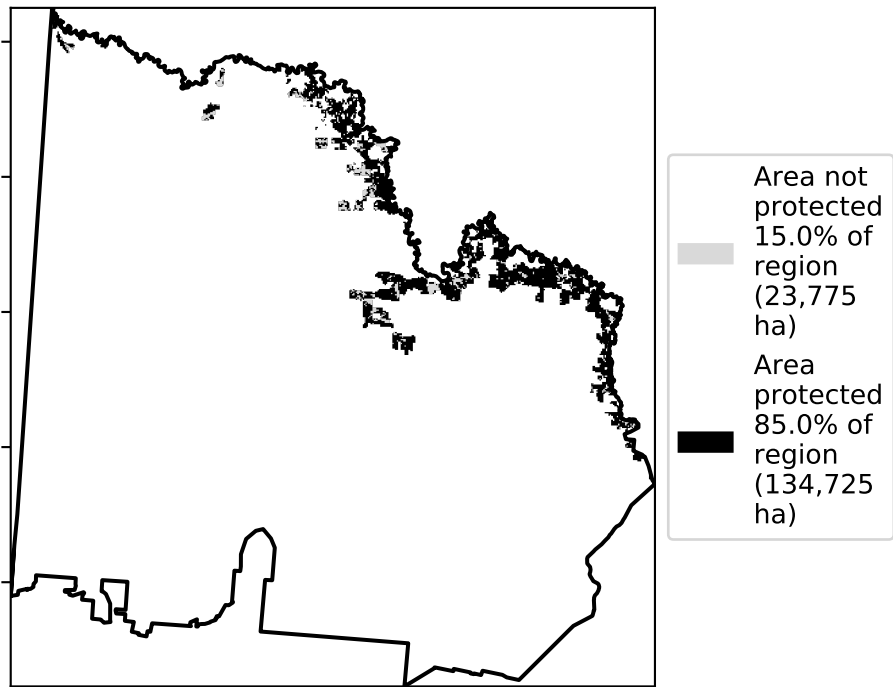 Area not
protected
15.0% of
region
(23,775
ha)
Area
protected
85.0% of
region
(134,725
ha)